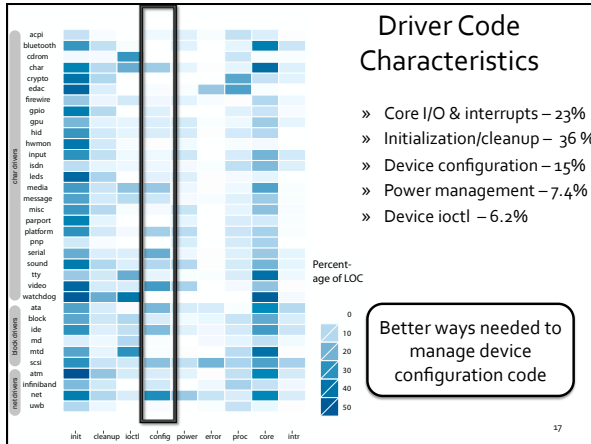 Driver Code
Characteristics
» Core I/O & interrupts – 23%
» Initialization/cleanup – 36 %
» Device configuration – 15%
» Power management – 7.4%
» Device ioctl – 6.2%
Better ways needed to
manage device
configuration code
17
char drivers
acpi
bluetooth
cdrom
char
crypto
edac
firewire
gpio
gpu
hid
hwmon
input
isdn
leds
media
message
misc
parport
platform
pnp
serial
sound
tty
video
watchdog
block drivers
ata
block
ide
md
mtd
scsi
net drivers
atm
infiniband
net
uwb
init cleanup ioctl config power error proc core intr
Percent-
age of LOC
0
10
20
30
40
50